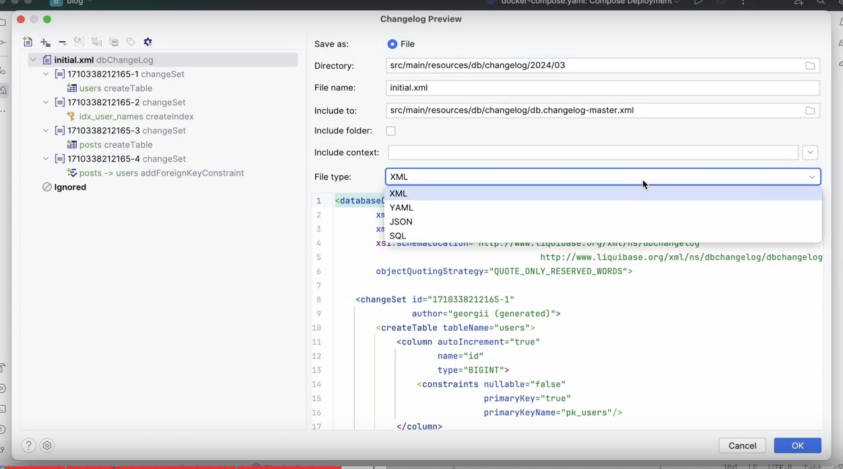 blog
docker-compose.yaml: Compose Deployment
Changelog Preview
initial.xml dbChangeLog
1710338212165-1 changeSet
users createTable
1710338212165-2 changeSet
idx_user_names createIndex
1710338212165-3 changeSet
posts createTable
1710338212165-4 changeSet
posts -> users addForeignKeyConstraint
Ignored
Save as: File
Directory: src/main/resources/db/changelog/2024/03
File name: initial.xml
Include to: src/main/resources/db/changelog/db.changelog-master.xml
Include folder:
Include context:
File type: XML
XML
YAML
JSON
SQL
1 <database
2 xm
3 xm
4 xsi:schemaLocation="http://www.liquibase.org/xml/ns/dbchangelog
5 http://www.liquibase.org/xml/ns/dbchangelog/dbchangelog
6 objectQuotingStrategy="QUOTE_ONLY_RESERVED_WORDS">
7
8 <changeSet id="1710338212165-1"
9 author="georgii (generated)">
10 <createTable tableName="users">
11 <column autoIncrement="true"
12 name="id"
13 type="BIGINT">
14 <constraints nullable="false"
15 primaryKey="true"
16 primaryKeyName="pk_users"/>
17 </column>
? Cancel OK